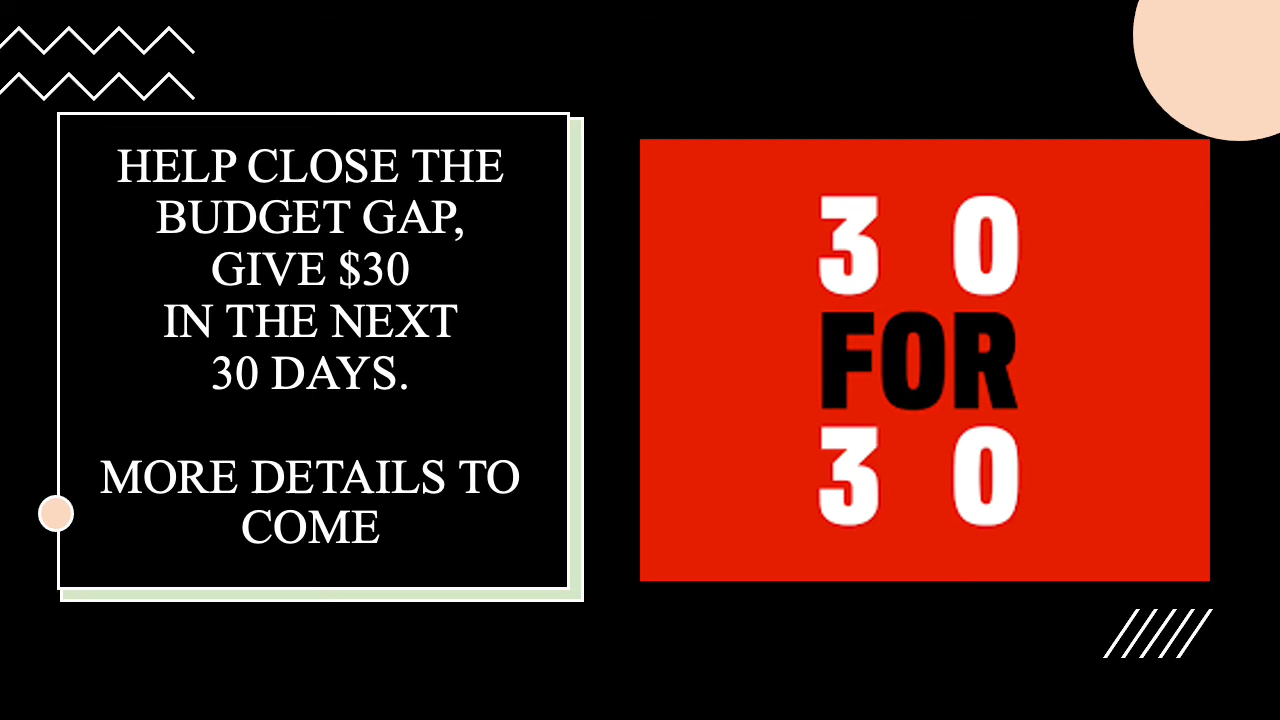 HELP CLOSE THE
BUDGET GAP,
GIVE $30
IN THE NEXT
30 DAYS.
MORE DETAILS TO
COME
3 0
FOR
3 0